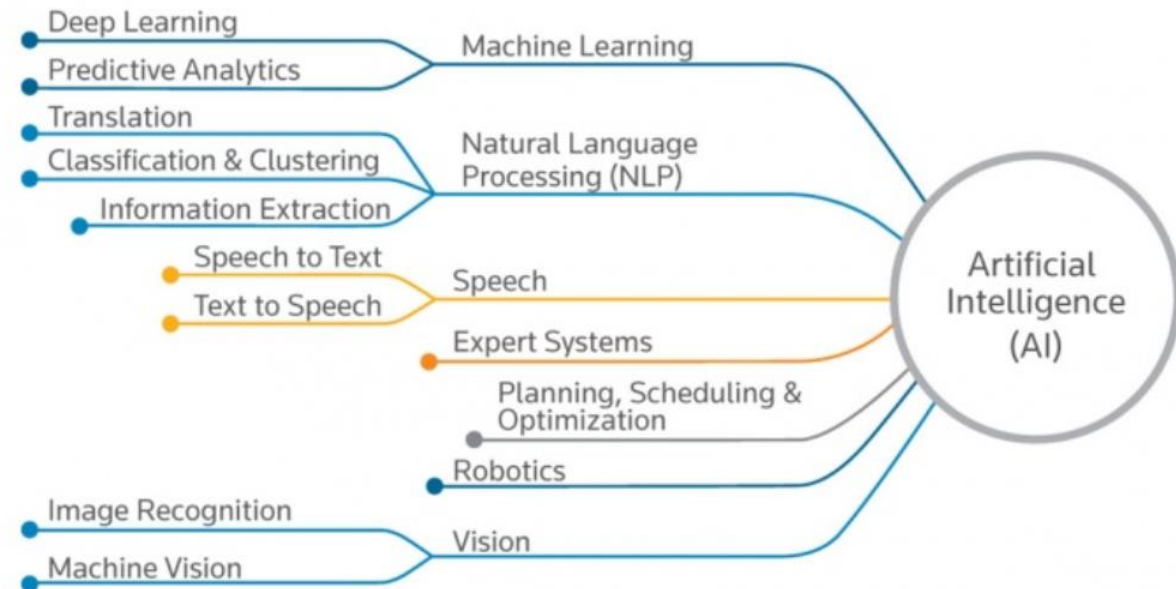 Deep Learning
Predictive Analytics
Machine Learning
Translation
Classification & Clustering
Information Extraction
Natural Language
Processing (NLP)
Speech to Text
Text to Speech
Speech
Expert Systems
Planning, Scheduling &
Optimization
Robotics
Image Recognition
Machine Vision
Vision
Artificial
Intelligence
(AI)